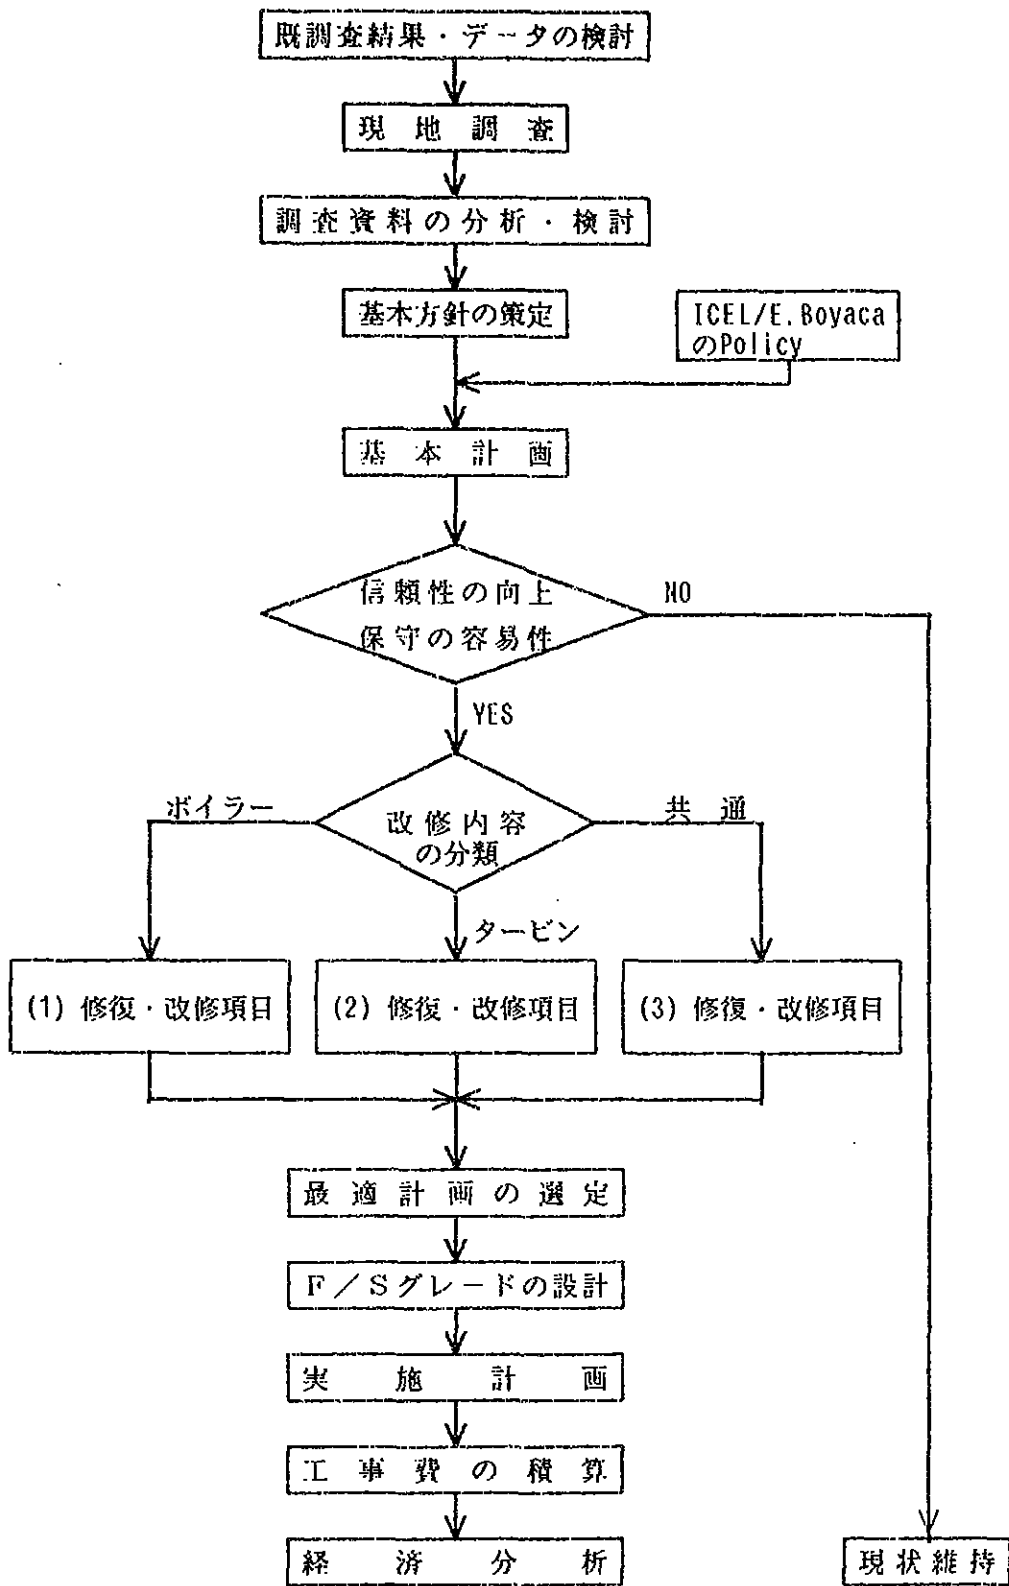 既調査結果・データの検討
現地調査
調査資料の分析・検討
基本方針の策定
ICEL/E.Boyaca
のPolicy
基本計画
信頼性の向上
保守の容易性
NO
YES
ボイラー
改修内容
の分類
共通
タービン
(1) 修復・改修項目
(2) 修復・改修項目
(3) 修復・改修項目
最適計画の選定
F/Sグレードの設計
実施計画
工事費の積算
経済分析
現状維持